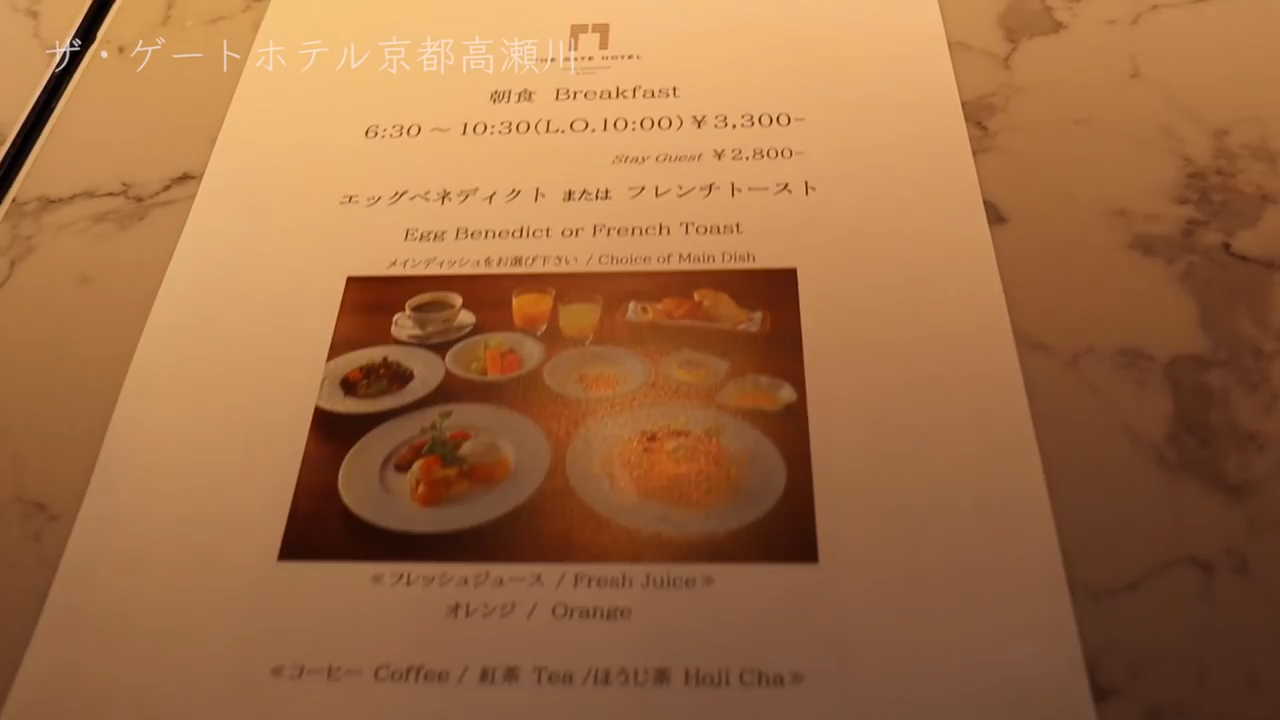 ザ・ゲートホテル京都高瀬川
THE GATE HOTEL
朝食 Breakfast
6:30 ～ 10:30(L.O.10:00)￥3,300-
Stay Guest ￥2,800-
エッグベネディクト または フレンチトースト
Egg Benedict or French Toast
メインディッシュをお選び下さい / Choice of Main Dish
≪フレッシュジュース / Fresh Juice≫
オレンジ / Orange
≪コーヒー Coffee / 紅茶 Tea /ほうじ茶 Hoji Cha≫